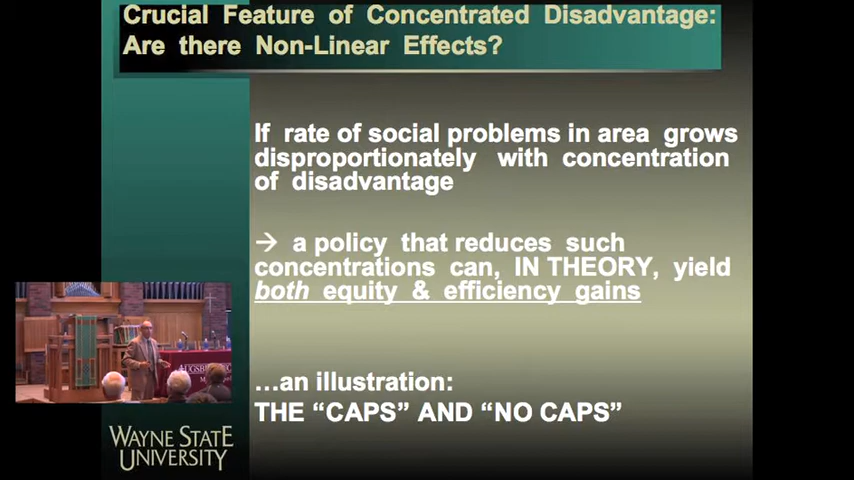 Crucial Feature of Concentrated Disadvantage:
Are there Non-Linear Effects?
If rate of social problems in area grows
disproportionately with concentration
of disadvantage
→ a policy that reduces such
concentrations can, IN THEORY, yield
both equity & efficiency gains
...an illustration:
THE “CAPS” AND “NO CAPS”
WAYNE STATE
UNIVERSITY